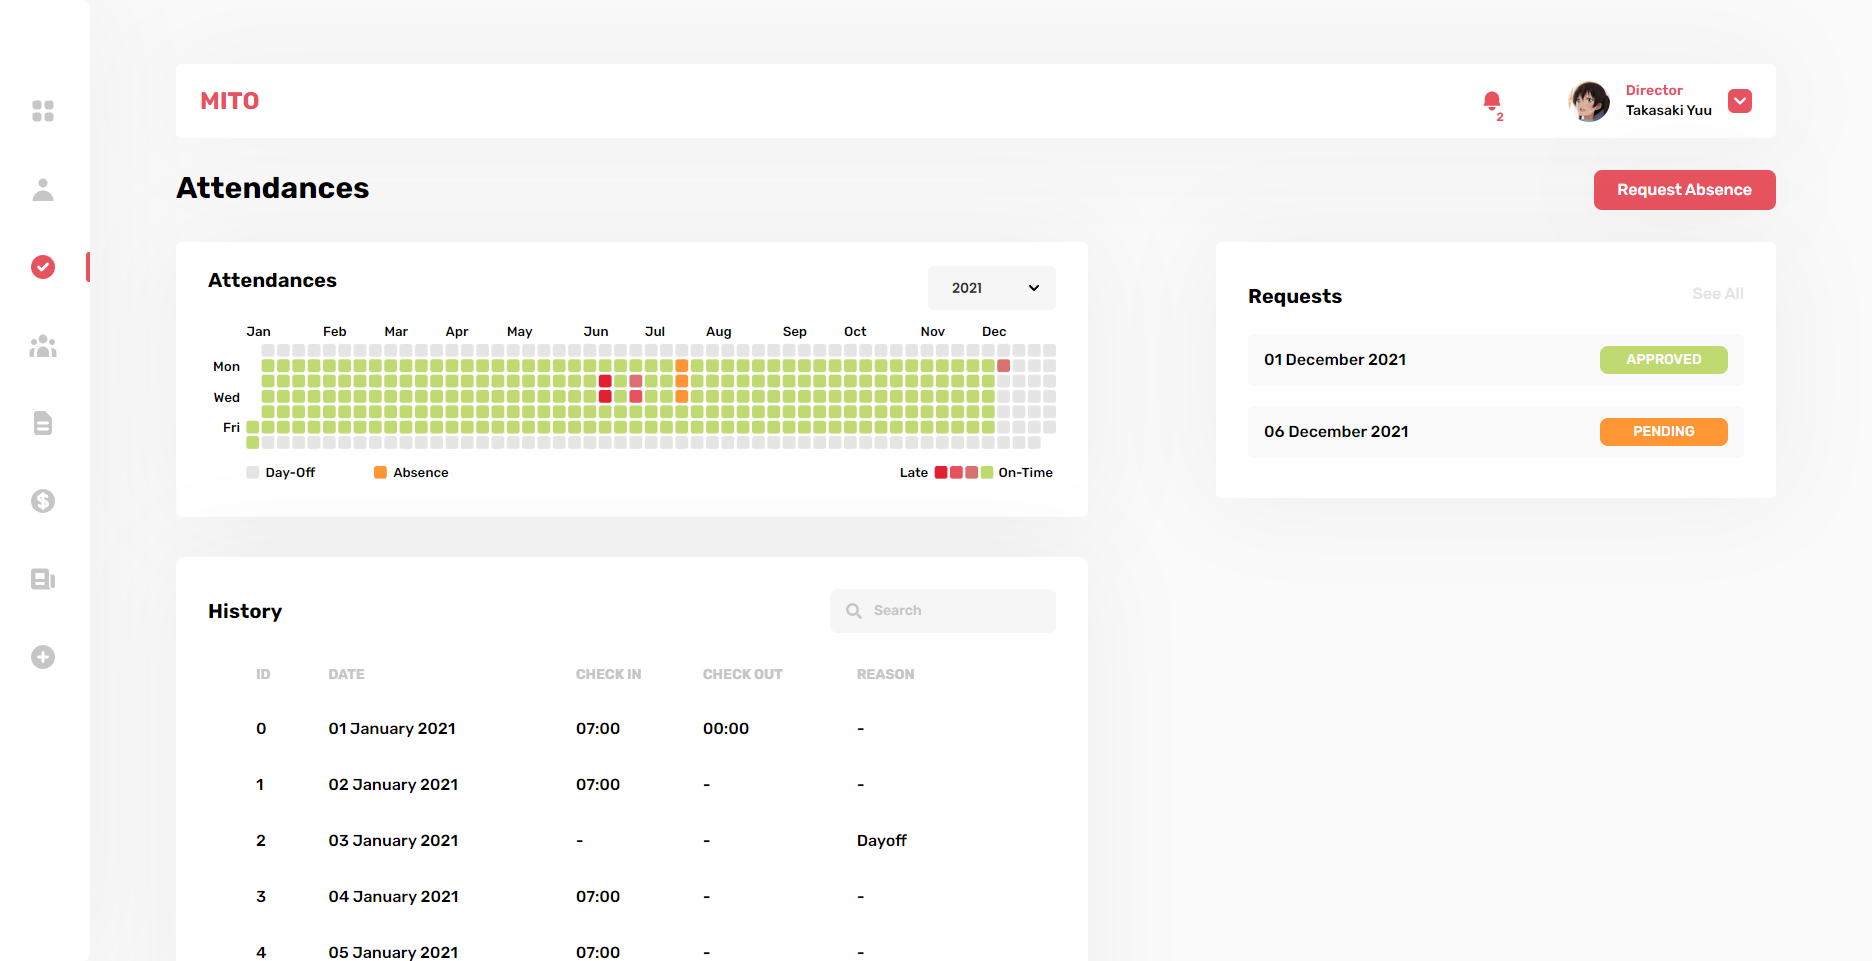 MITO
2
Director
Takasaki Yuu
Attendances
Request Absence
Attendances
2021
Jan Feb Mar Apr May Jun Jul Aug Sep Oct Nov Dec
Mon
Wed
Fri
Day-Off Absence Late On-Time
Requests See All
01 December 2021 APPROVED
06 December 2021 PENDING
History Search
ID DATE CHECK IN CHECK OUT REASON
0 01 January 2021 07:00 00:00 -
1 02 January 2021 07:00 - -
2 03 January 2021 - - Dayoff
3 04 January 2021 07:00 - -
4 05 January 2021 07:00 - -